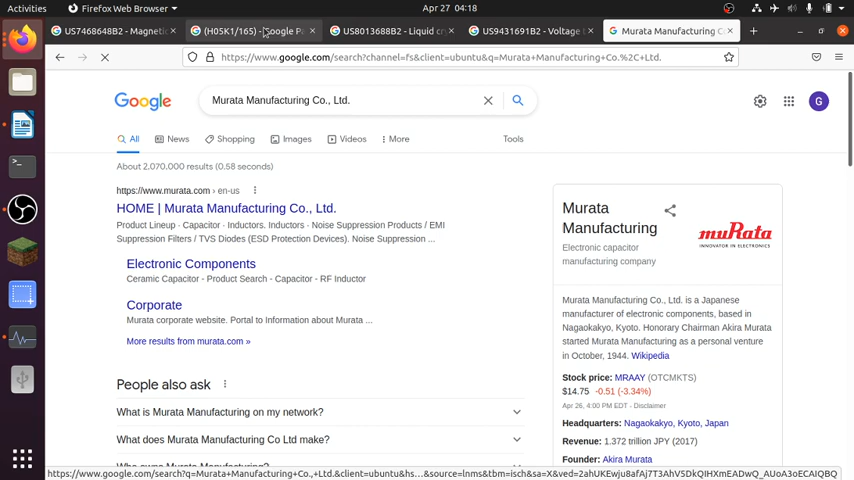 Activities
Firefox Web Browser
Apr 27 04:18
US7468648B2 - Magnetic
(H05K1/165) - Google Pa
US8013688B2 - Liquid cry
US9431691B2 - Voltage t
Murata Manufacturing C
https://www.google.com/search?channel=fs&client=ubuntu&q=Murata+Manufacturing+Co.%2C+Ltd.
Google
Murata Manufacturing Co., Ltd.
G
All
News
Shopping
Images
Videos
More
Tools
About 2,070,000 results (0.58 seconds)
https://www.murata.com › en-us
HOME | Murata Manufacturing Co., Ltd.
Product Lineup · Capacitor · Inductors. Inductors · Noise Suppression Products / EMI
Suppression Filters / TVS Diodes (ESD Protection Devices). Noise Suppression ...
Electronic Components
Ceramic Capacitor - Product Search - Capacitor - RF Inductor
Corporate
Murata corporate website. Portal to Information about Murata ...
More results from murata.com »
People also ask
What is Murata Manufacturing on my network?
What does Murata Manufacturing Co Ltd make?
Who owns Murata Manufacturing?
Murata
Manufacturing
Electronic capacitor
manufacturing company
muRata
INNOVATOR IN ELECTRONICS
Murata Manufacturing Co., Ltd. is a Japanese
manufacturer of electronic components, based in
Nagaokakyo, Kyoto. Honorary Chairman Akira Murata
started Murata Manufacturing as a personal venture
in October, 1944. Wikipedia
Stock price: MRAAY (OTCMKTS)
$14.75 -0.51 (-3.34%)
Apr 26, 4:00 PM EDT - Disclaimer
Headquarters: Nagaokakyo, Kyoto, Japan
Revenue: 1.372 trillion JPY (2017)
Founder: Akira Murata
https://www.google.com/search?q=Murata+Manufacturing+Co.,+Ltd.&client=ubuntu&hs…&source=lnms&tbm=isch&sa=X&ved=2ahUKEwju8afAj7T3AhV5DkQIHXmEADwQ_AUoA3oECAIQBQ